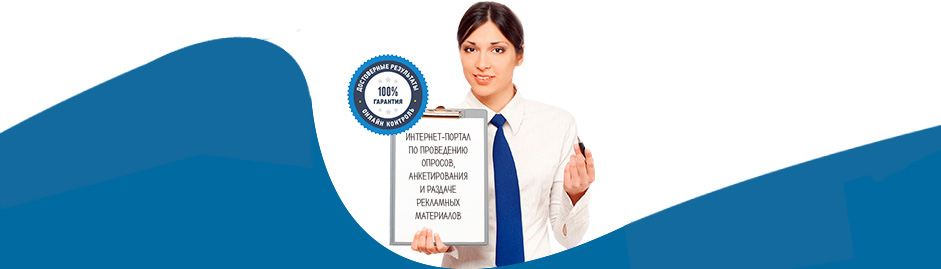 ДОСТОВЕРНЫЕ РЕЗУЛЬТАТЫ
100%
ГАРАНТИЯ
ОНЛАЙН КОНТРОЛЬ
ИНТЕРНЕТ-ПОРТАЛ
ПО ПРОВЕДЕНИЮ
ОПРОСОВ,
АНКЕТИРОВАНИЯ
И РАЗДАЧЕ
РЕКЛАМНЫХ
МАТЕРИАЛОВ